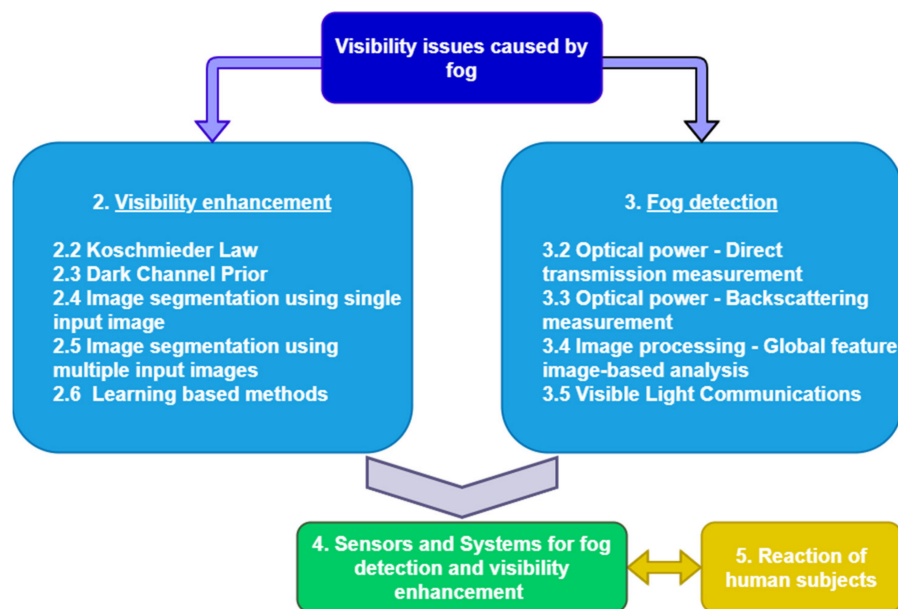 Visibility issues caused by
fog
2. Visibility enhancement
2.2 Koschmieder Law
2.3 Dark Channel Prior
2.4 Image segmentation using single
input image
2.5 Image segmentation using
multiple input images
2.6  Learning based methods
3. Fog detection
3.2 Optical power - Direct
transmission measurement
3.3 Optical power - Backscattering
measurement
3.4 Image processing - Global feature
image-based analysis
3.5 Visible Light Communications
4. Sensors and Systems for fog
detection and visibility
enhancement
5. Reaction of
human subjects